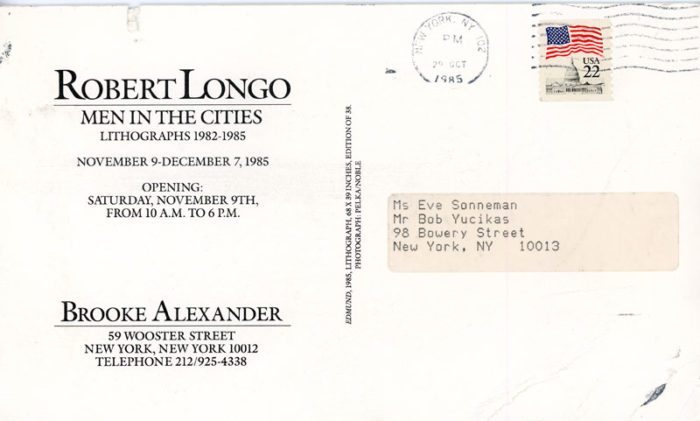 ROBERT LONGO
MEN IN THE CITIES
LITHOGRAPHS 1982-1985
NOVEMBER 9-DECEMBER 7, 1985
OPENING:
SATURDAY, NOVEMBER 9TH,
FROM 10 A.M. TO 6 P.M.
BROOKE ALEXANDER
59 WOOSTER STREET
NEW YORK, NEW YORK 10012
TELEPHONE 212/925-4338
EDMUND, 1985, LITHOGRAPH, 68 X 39 INCHES, EDITION OF 38.
PHOTOGRAPH: PELKA/NOBLE
NEW YORK, NY 102
PM
29 OCT
1985
USA
22
Ms Eve Sonneman
Mr Bob Yucikas
98 Bowery Street
New York, NY 10013